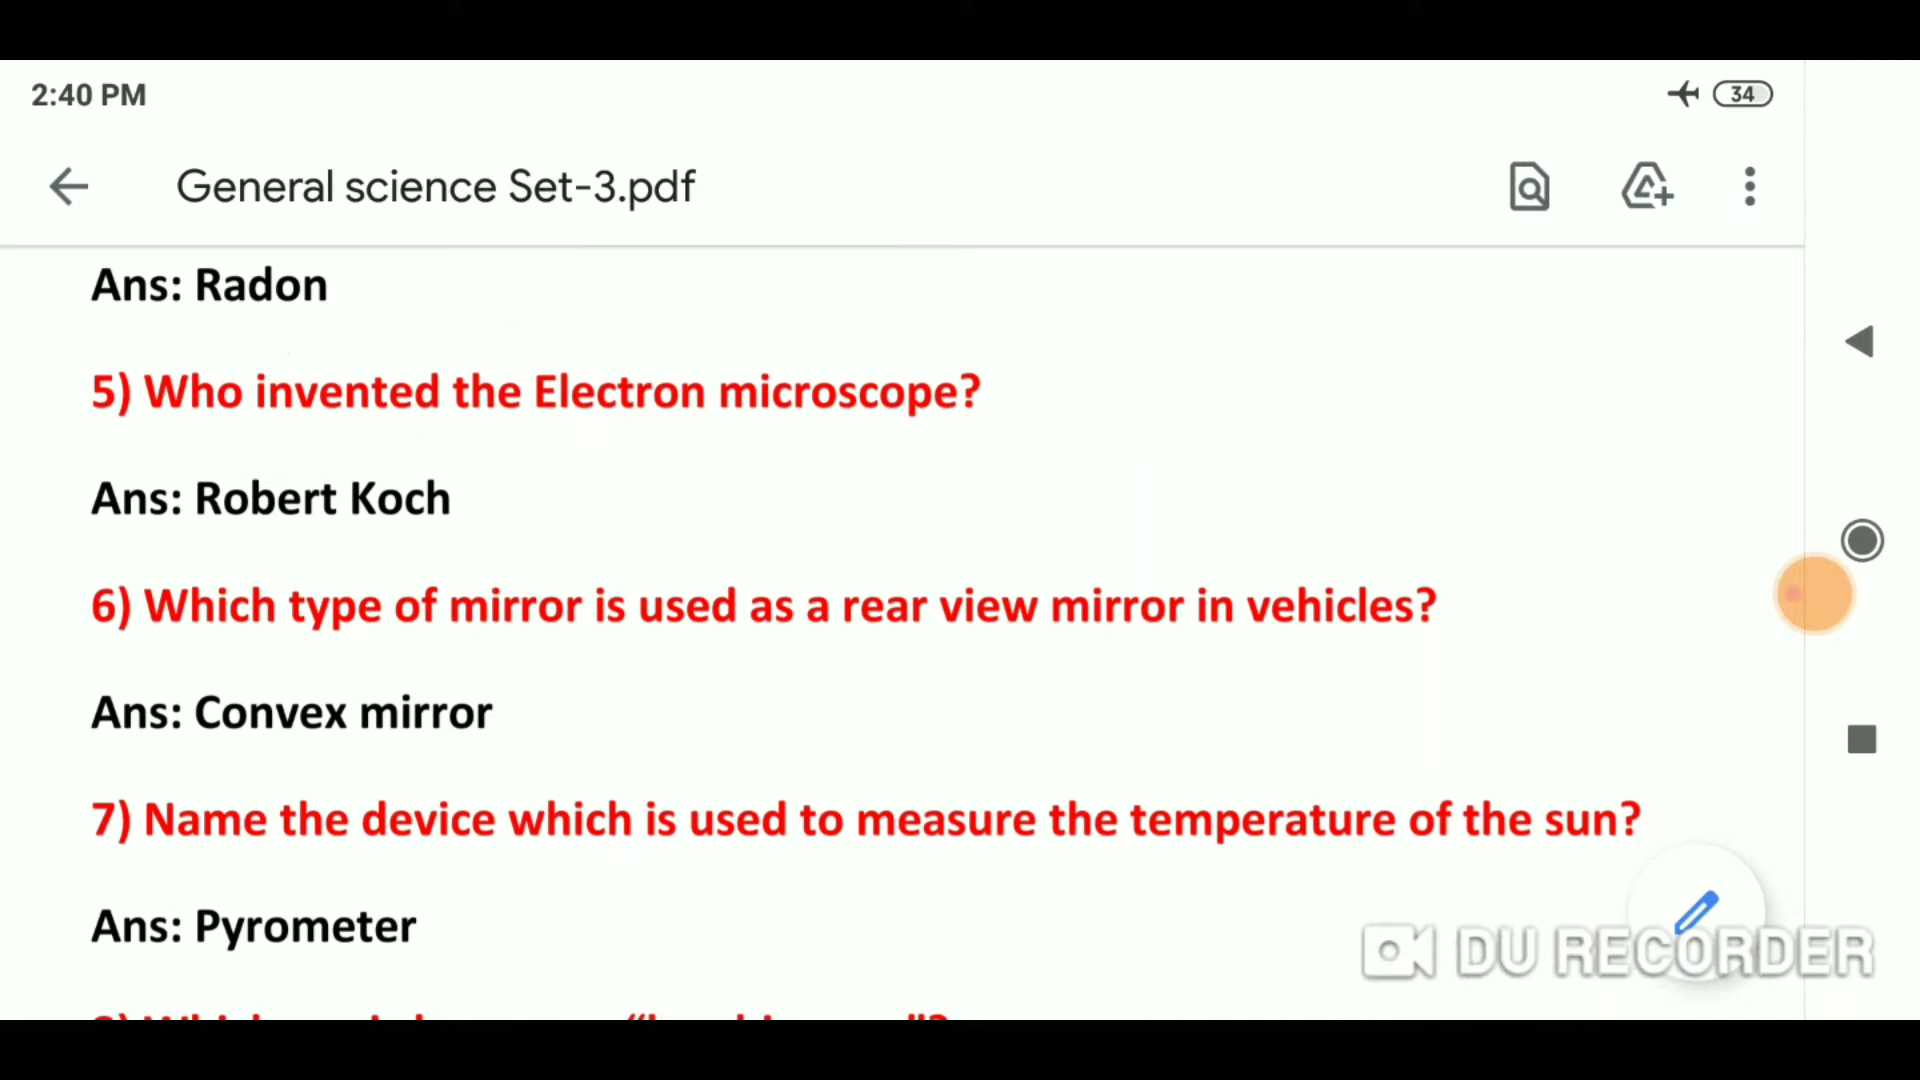 2:40 PM
34
General science Set-3.pdf
Ans: Radon
5) Who invented the Electron microscope?
Ans: Robert Koch
6) Which type of mirror is used as a rear view mirror in vehicles?
Ans: Convex mirror
7) Name the device which is used to measure the temperature of the sun?
Ans: Pyrometer
DU RECORDER